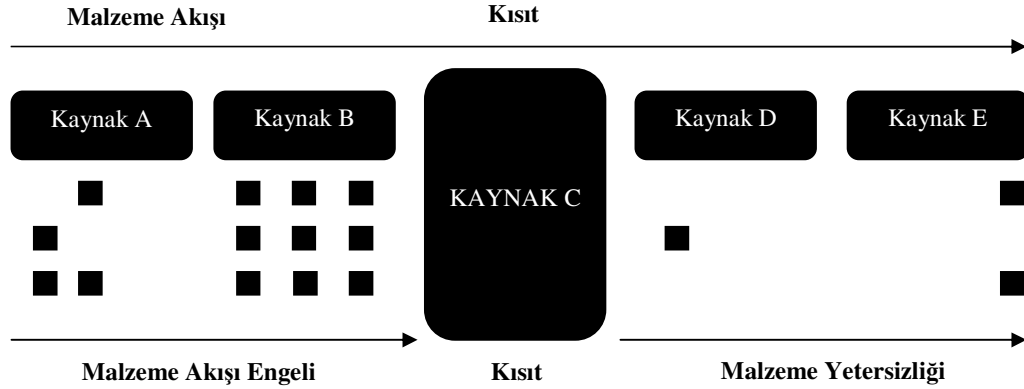 Malzeme Akışı
Kısıt
Kaynak A
Kaynak B
KAYNAK C
Kaynak D
Kaynak E
Malzeme Akışı Engeli
Kısıt
Malzeme Yetersizliği